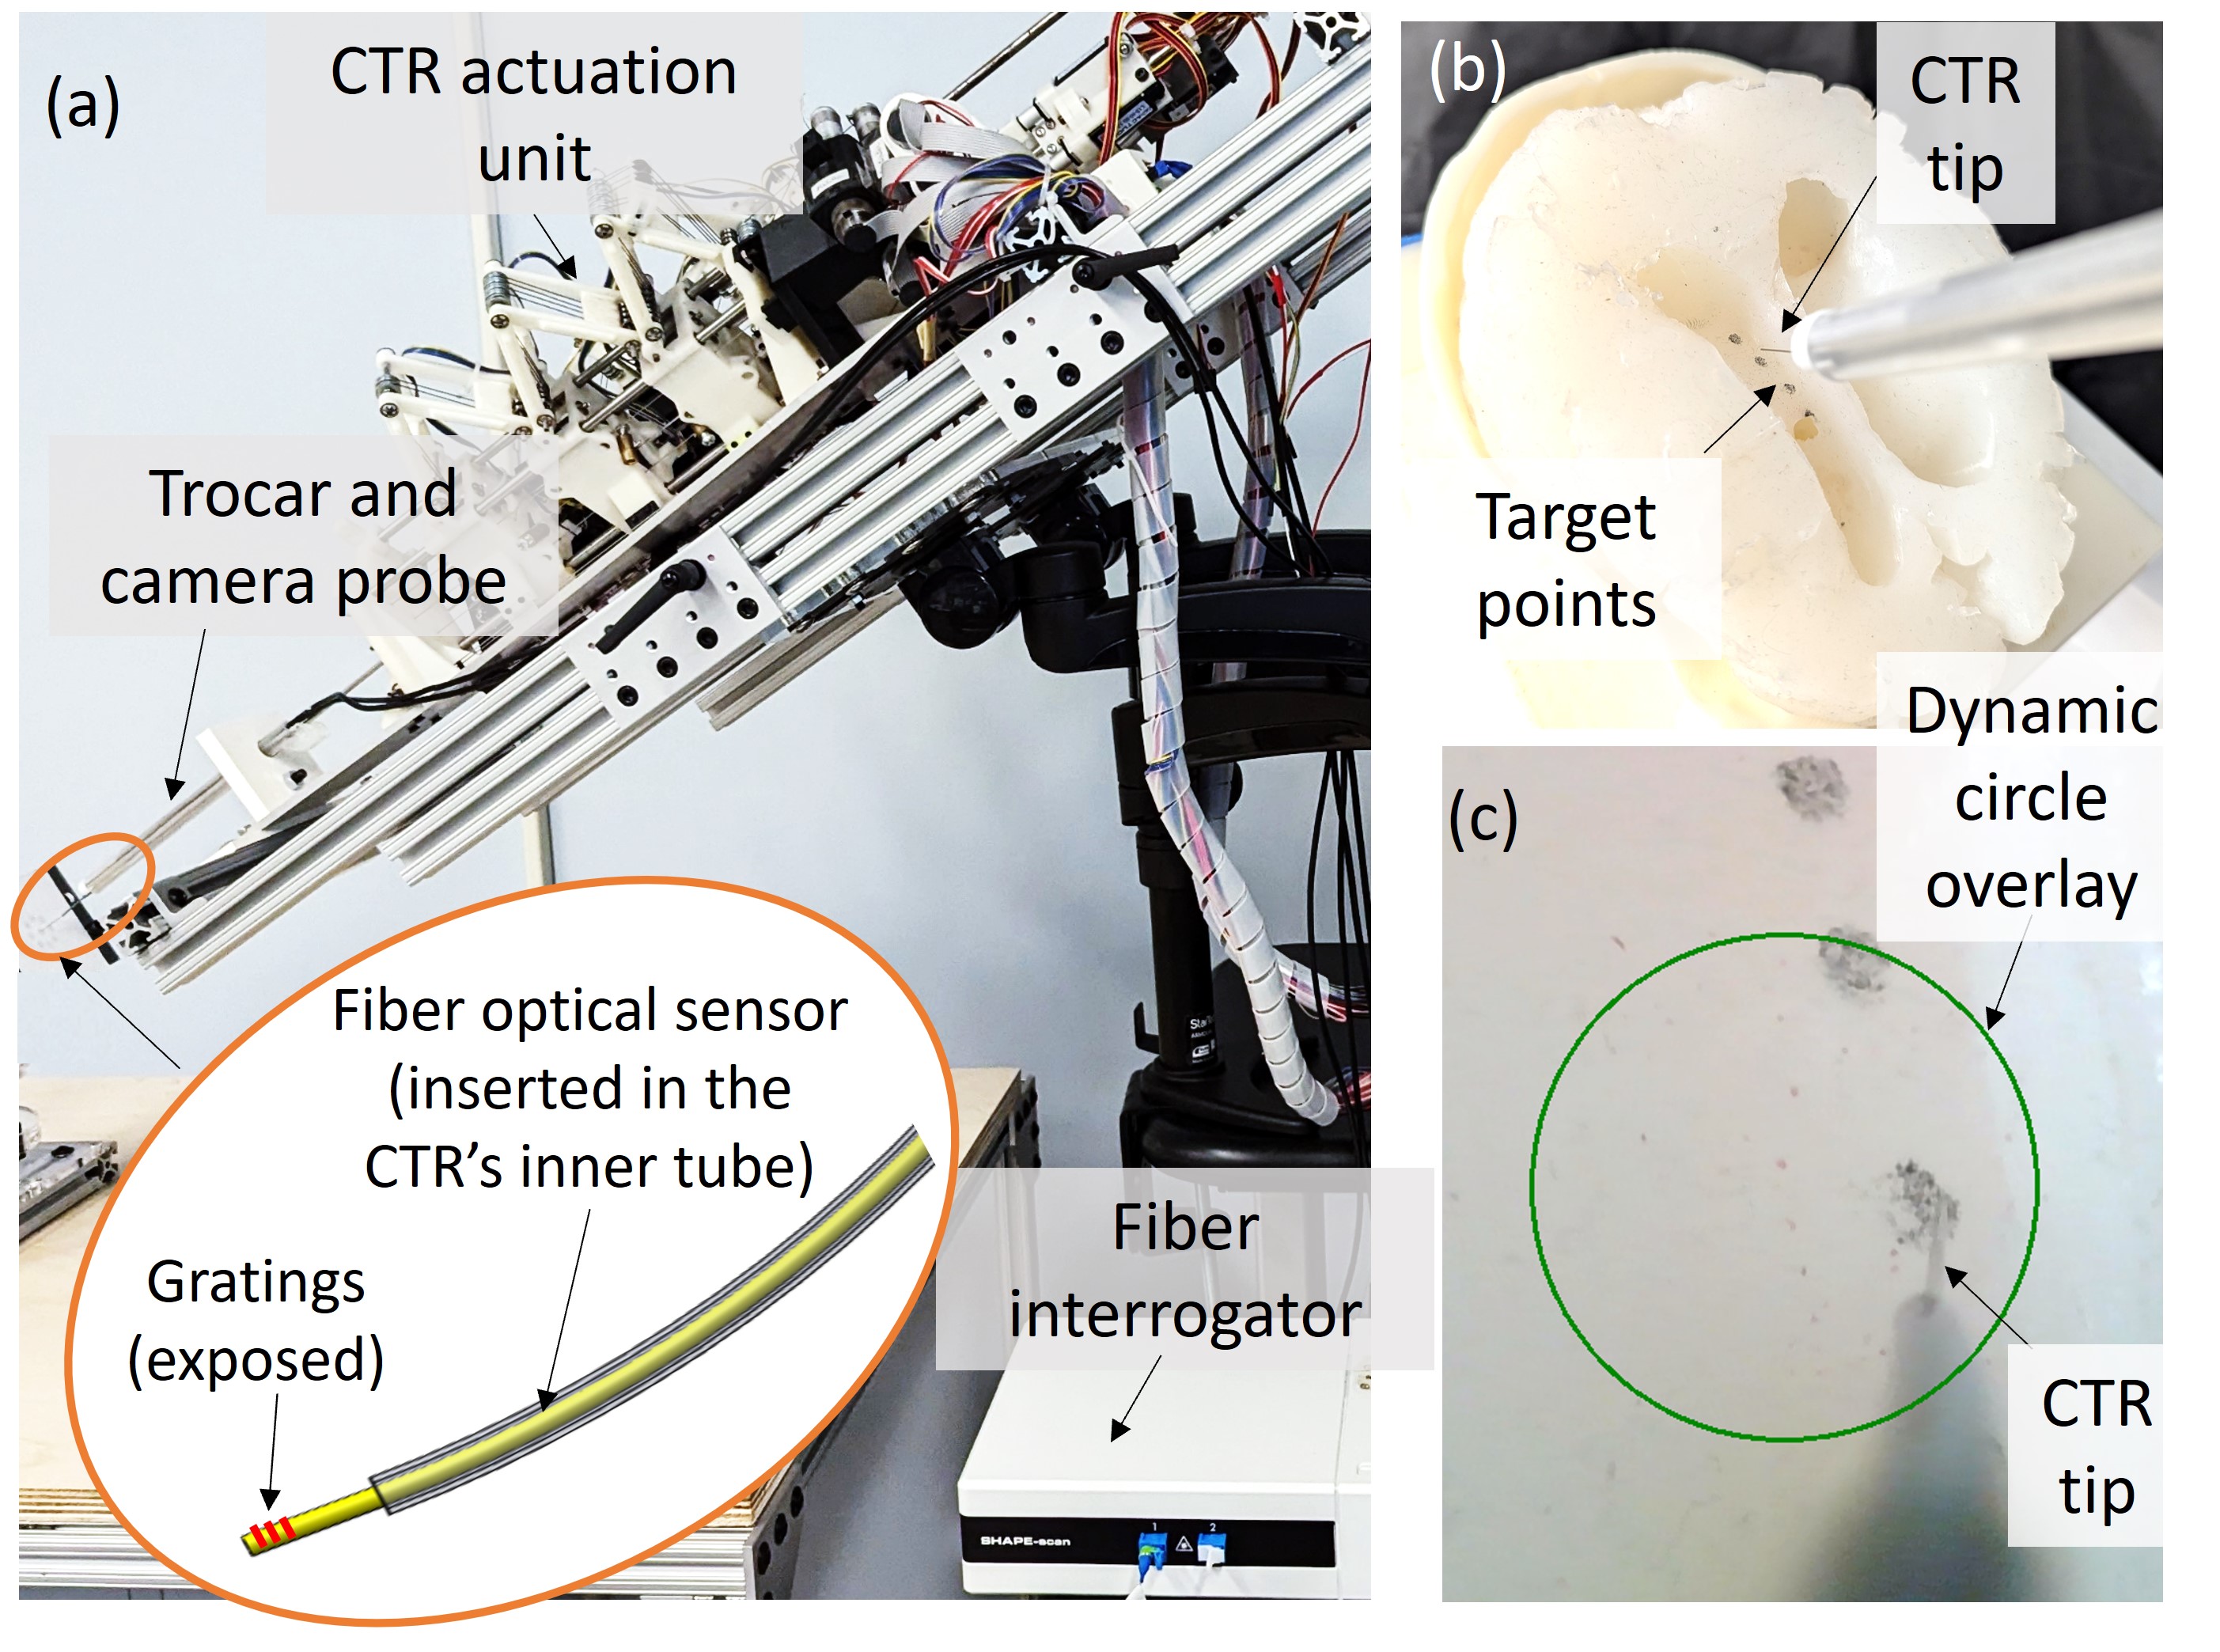 (a)
CTR actuation
unit
Trocar and
camera probe
Fiber optical sensor
(inserted in the
CTR’s inner tube)
Gratings
(exposed)
Fiber
interrogator
SHAPE-scan
1
2
(b)
CTR
tip
Target
points
(c)
Dynamic
circle
overlay
CTR
tip